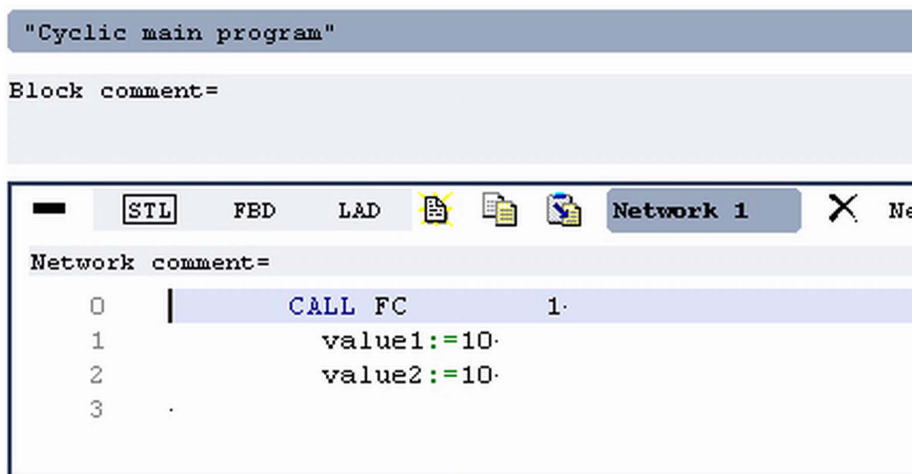 "Cyclic main program"
Block comment=
STL FBD LAD Network 1 Ne
Network comment=
0 CALL FC 1
1 value1:=10
2 value2:=10
3